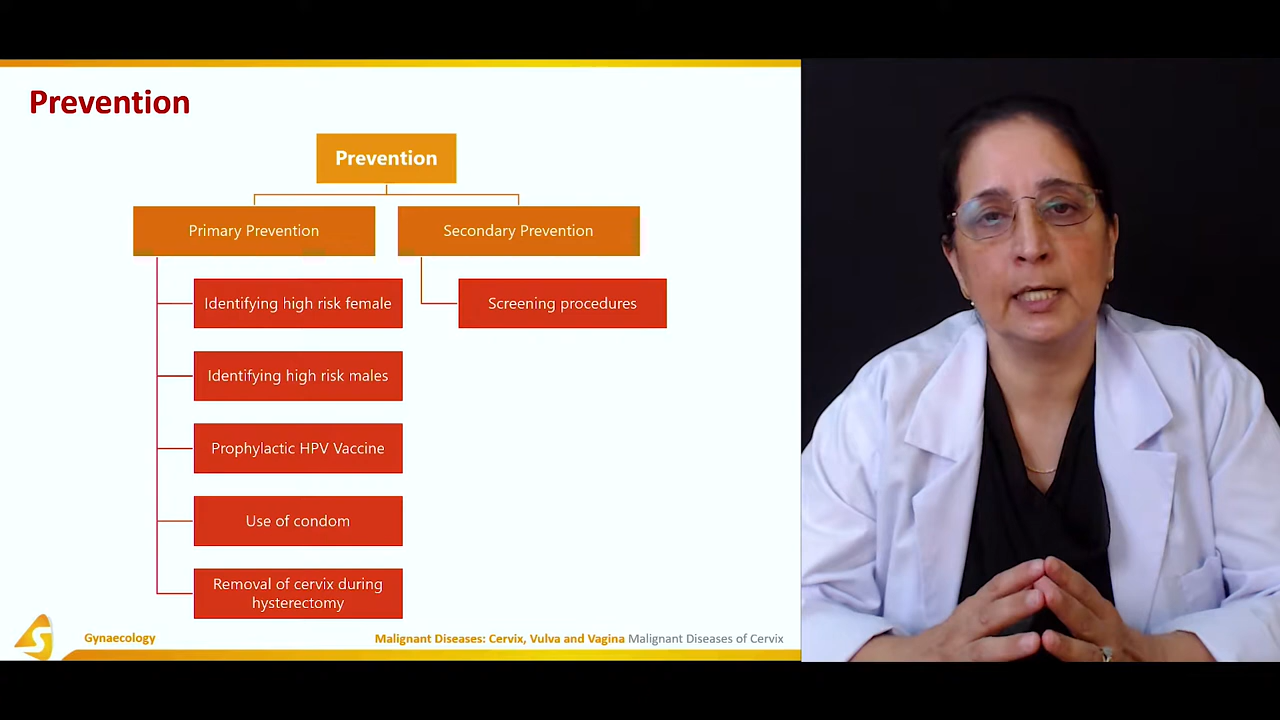 Prevention
Prevention
Primary Prevention
Secondary Prevention
Identifying high risk female
Screening procedures
Identifying high risk males
Prophylactic HPV Vaccine
Use of condom
Removal of cervix during
hysterectomy
Gynaecology
Malignant Diseases: Cervix, Vulva and Vagina Malignant Diseases of Cervix